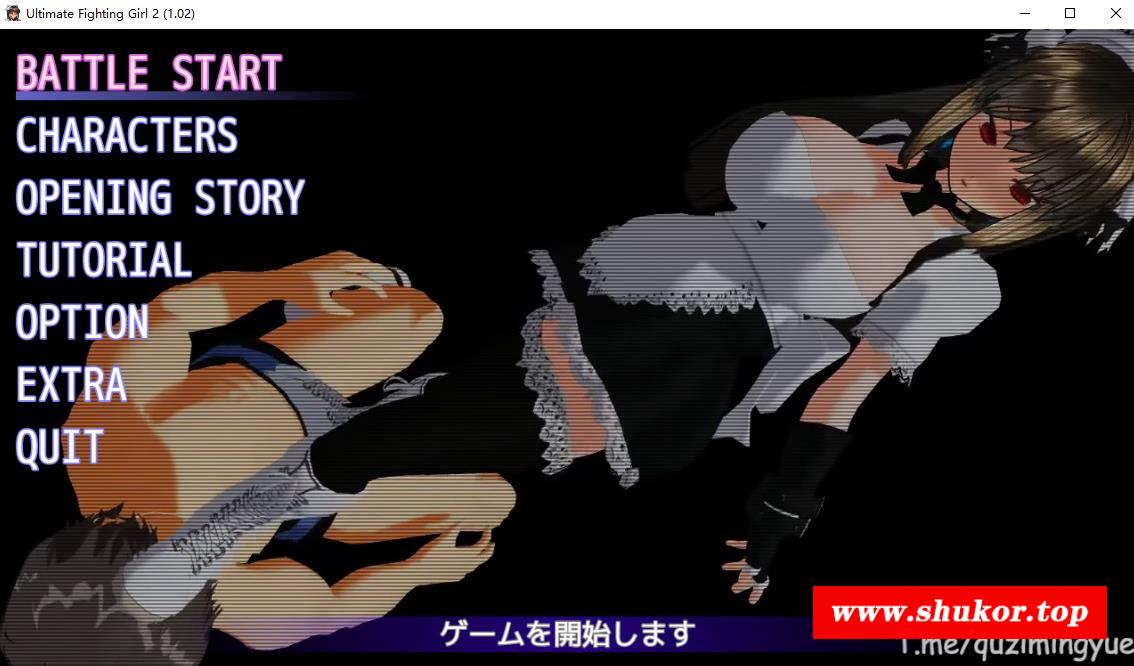 Ultimate Fighting Girl 2 (1.02)
BATTLE START
CHARACTERS
OPENING STORY
TUTORIAL
OPTION
EXTRA
QUIT
ゲームを開始します
www.shukor.top
T.me/quzimingyue